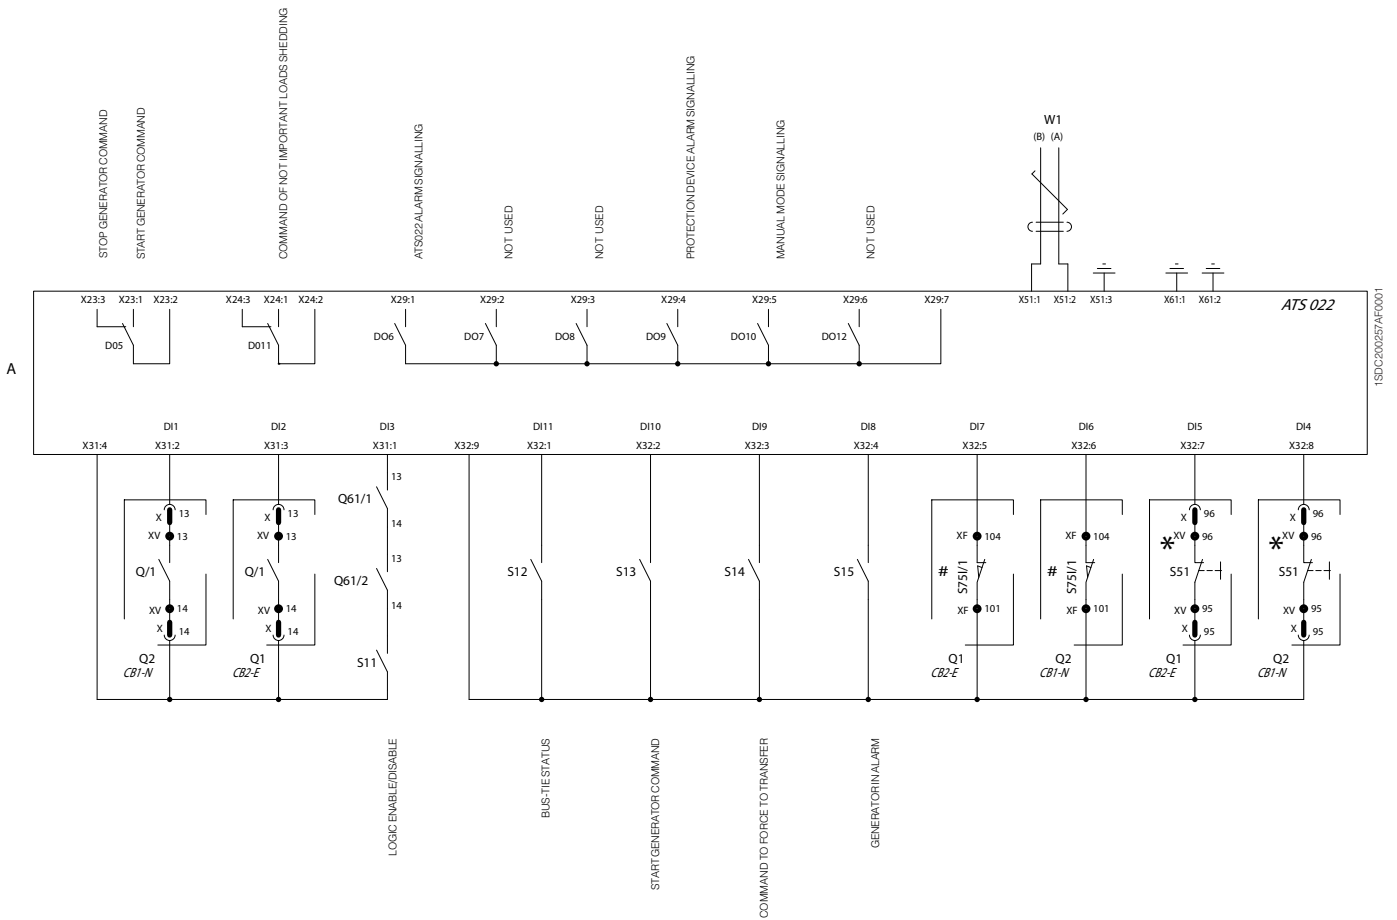 STOP GENERATOR COMMAND
START GENERATOR COMMAND
COMMAND OF NOT IMPORTANT LOADS SHEDDING
ATS022 ALARM SIGNALLING
NOT USED
NOT USED
PROTECTION DEVICE ALARM SIGNALLING
MANUAL MODE SIGNALLING
NOT USED
W1
(B) (A)
X23:3 X23:1 X23:2 X24:3 X24:1 X24:2 X29:1 X29:2 X29:3 X29:4 X29:5 X29:6 X29:7 X51:1 X51:2 X51:3 X61:1 X61:2
ATS 022
D05 D011 DO6 DO7 DO8 DO9 DO10 DO12
A
1SDC200257AF0001
DI1 DI2 DI3 DI11 DI10 DI9 DI8 DI7 DI6 DI5 DI4
X31:4 X31:2 X31:3 X31:1 X32:9 X32:1 X32:2 X32:3 X32:4 X32:5 X32:6 X32:7 X32:8
13
Q61/1
14
X 13 X 13 X 96 X 96
XV 13 XV 13 XF 104 XF 104 * XV 96 * XV 96
13
Q61/2
14
Q/1 Q/1 S12 S13 S14 S15 # S75I/1 # S75I/1 S51 S51
XV 14 XV 14 XF 101 XF 101 XV 95 XV 95
X 14 X 14 X 95 X 95
S11
Q2 Q1 Q1 Q2 Q1 Q2
CB1-N CB2-E CB2-E CB1-N CB2-E CB1-N
LOGIC ENABLE/DISABLE
BUS-TIE STATUS
START GENERATOR COMMAND
COMMAND TO FORCE TO TRANSFER
GENERATOR IN ALARM